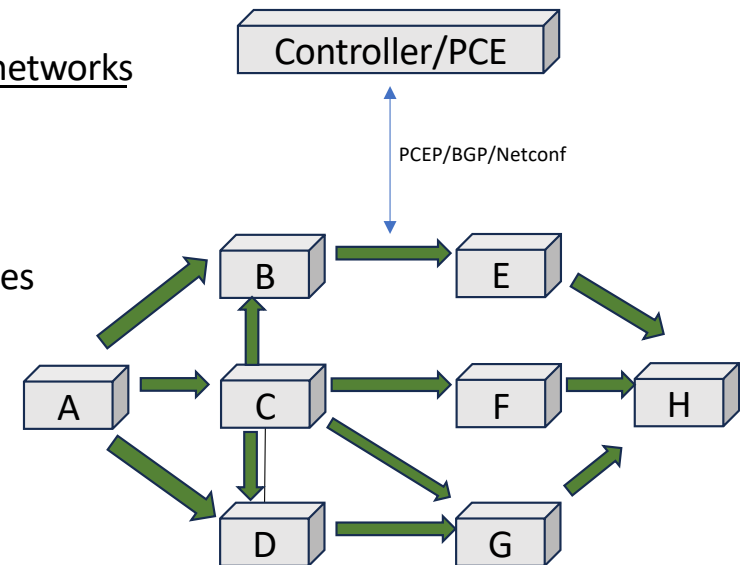 Controller/PCE
networks
PCEP/BGP/Netconf
es
B
E
A
C
F
H
D
G